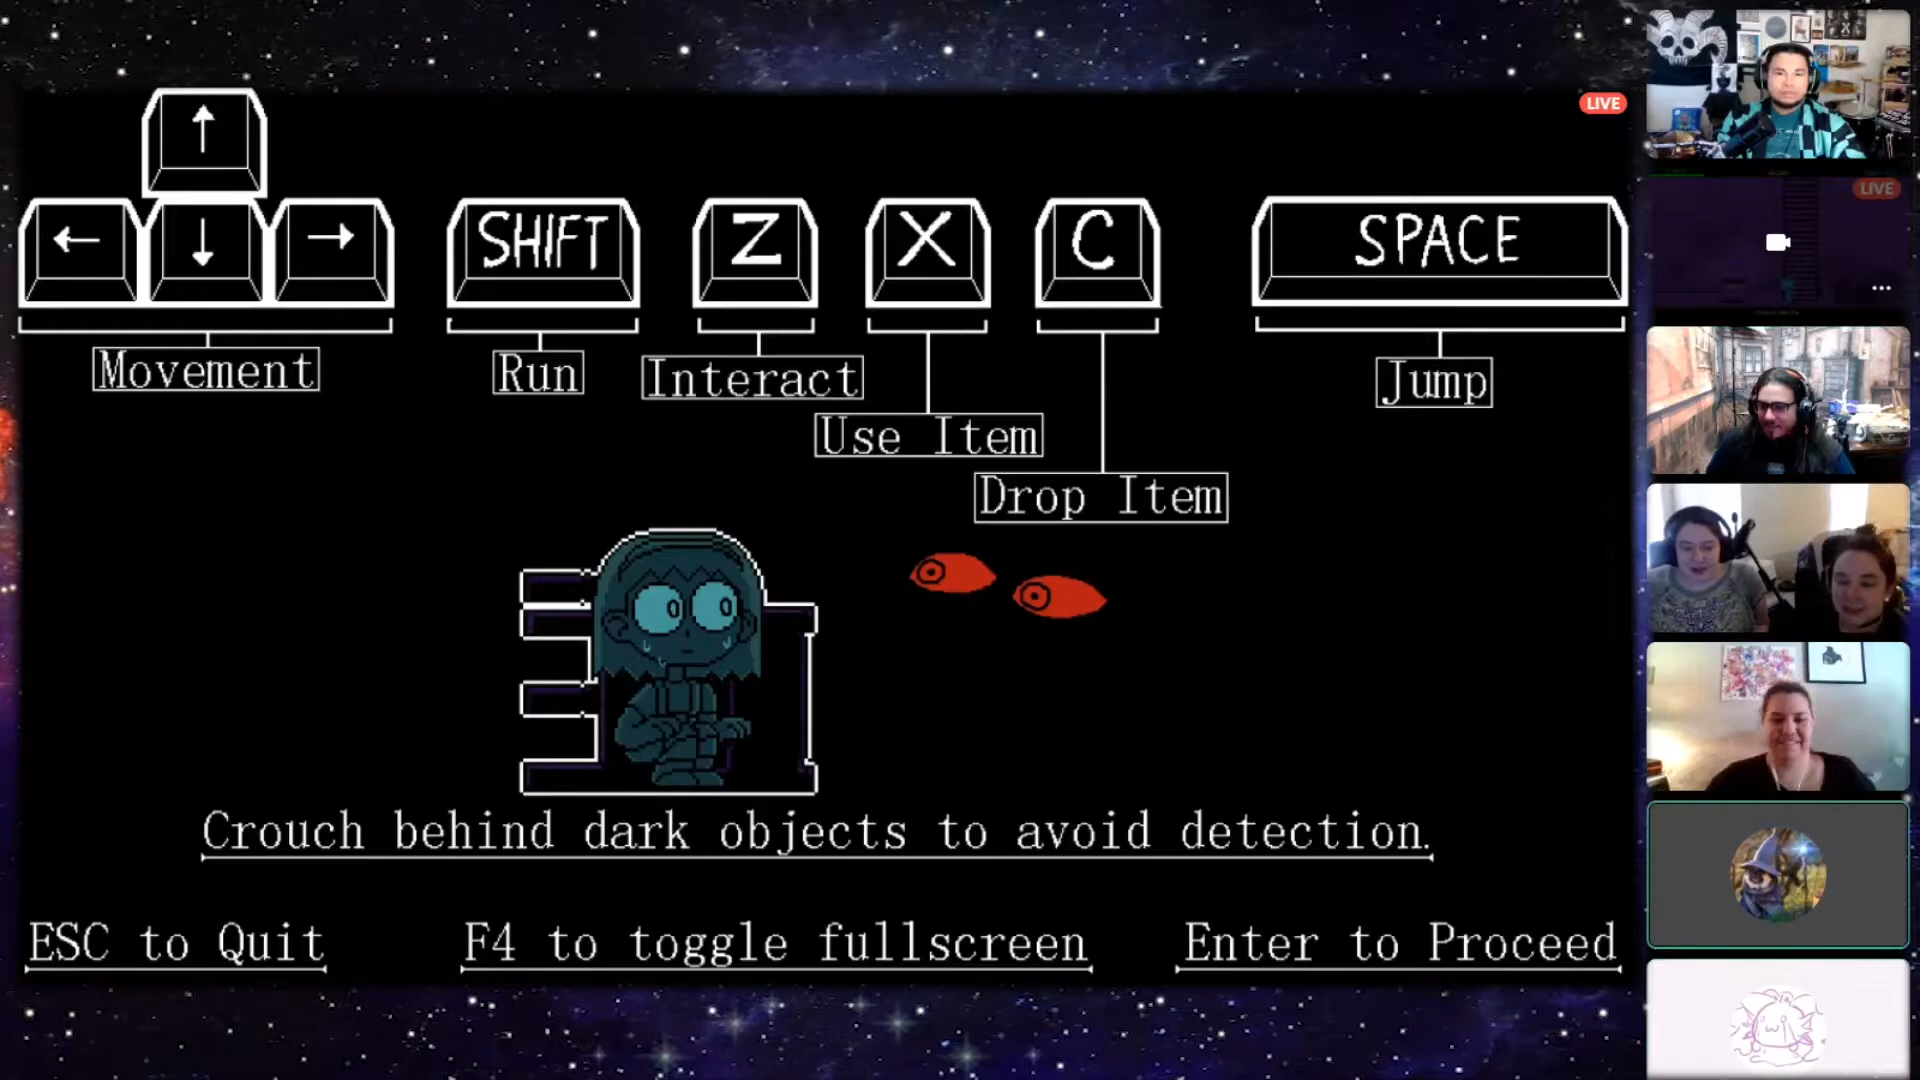 ↑
LIVE
← ↓ → SHIFT Z X C SPACE
LIVE
Movement
Run
Interact
Jump
Use Item
Drop Item
Crouch behind dark objects to avoid detection.
ESC to Quit
F4 to toggle fullscreen
Enter to Proceed